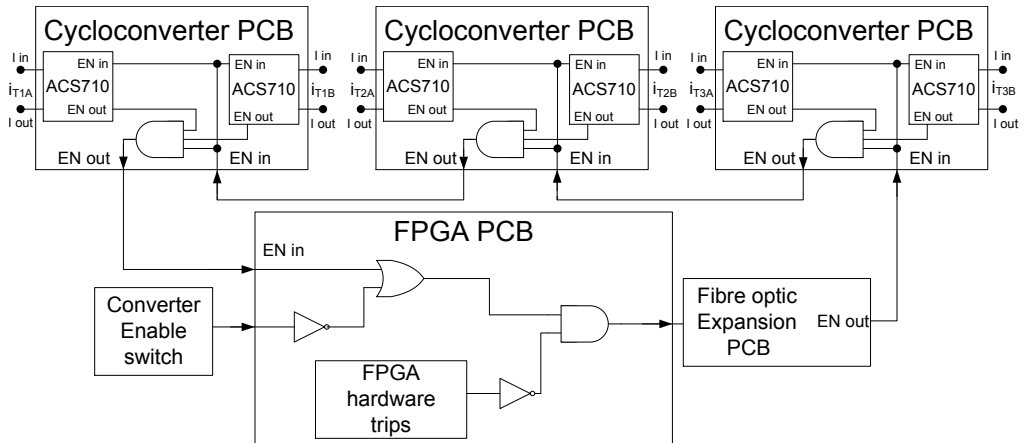 Cycloconverter PCB
I in
EN in
EN in
I in
iT1A
ACS710
ACS710
iT1B
EN out
EN out
I out
I out
EN out
EN in
Cycloconverter PCB
I in
EN in
EN in
I in
iT2A
ACS710
ACS710
iT2B
EN out
EN out
I out
I out
EN out
EN in
Cycloconverter PCB
I in
EN in
EN in
I in
iT3A
ACS710
ACS710
iT3B
EN out
EN out
I out
I out
EN out
EN in
FPGA PCB
EN in
Converter
Enable
switch
FPGA
hardware
trips
Fibre optic
Expansion
PCB
EN out